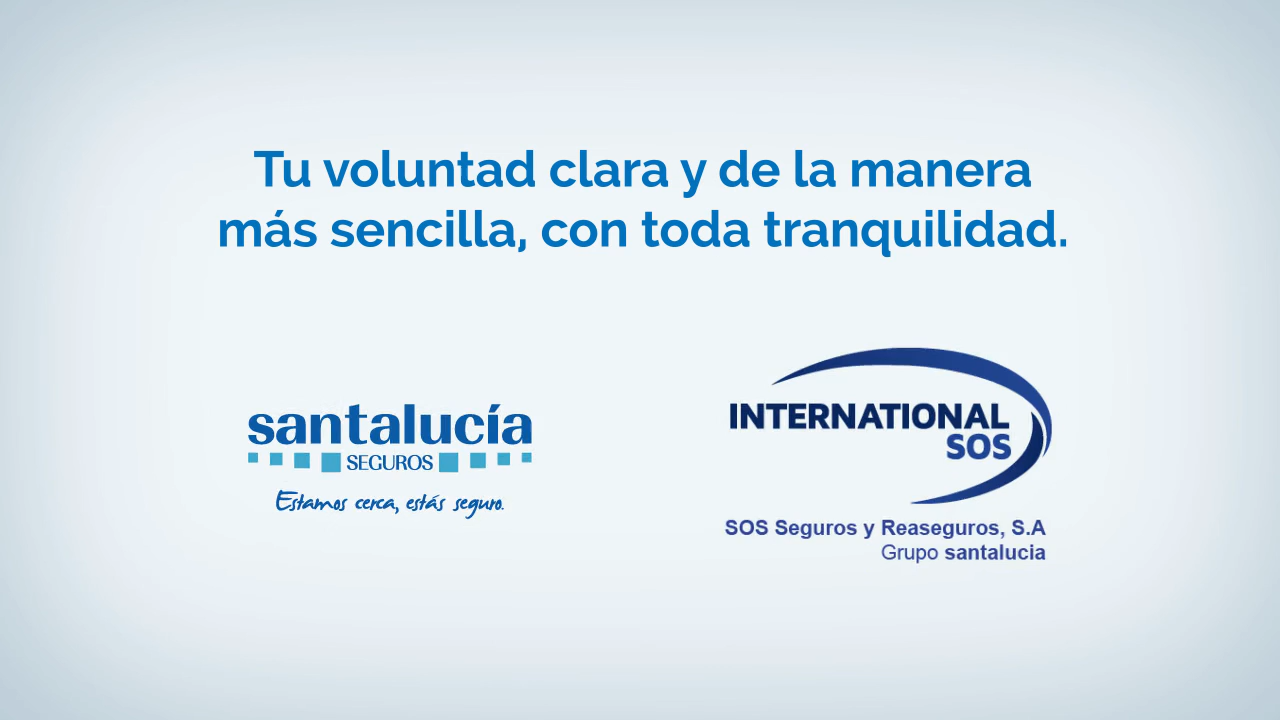 Tu voluntad clara y de la manera
más sencilla, con toda tranquilidad.
santalucía
SEGUROS
Estamos cerca, estás seguro.
INTERNATIONAL
SOS
SOS Seguros y Reaseguros, S.A
Grupo santalucia